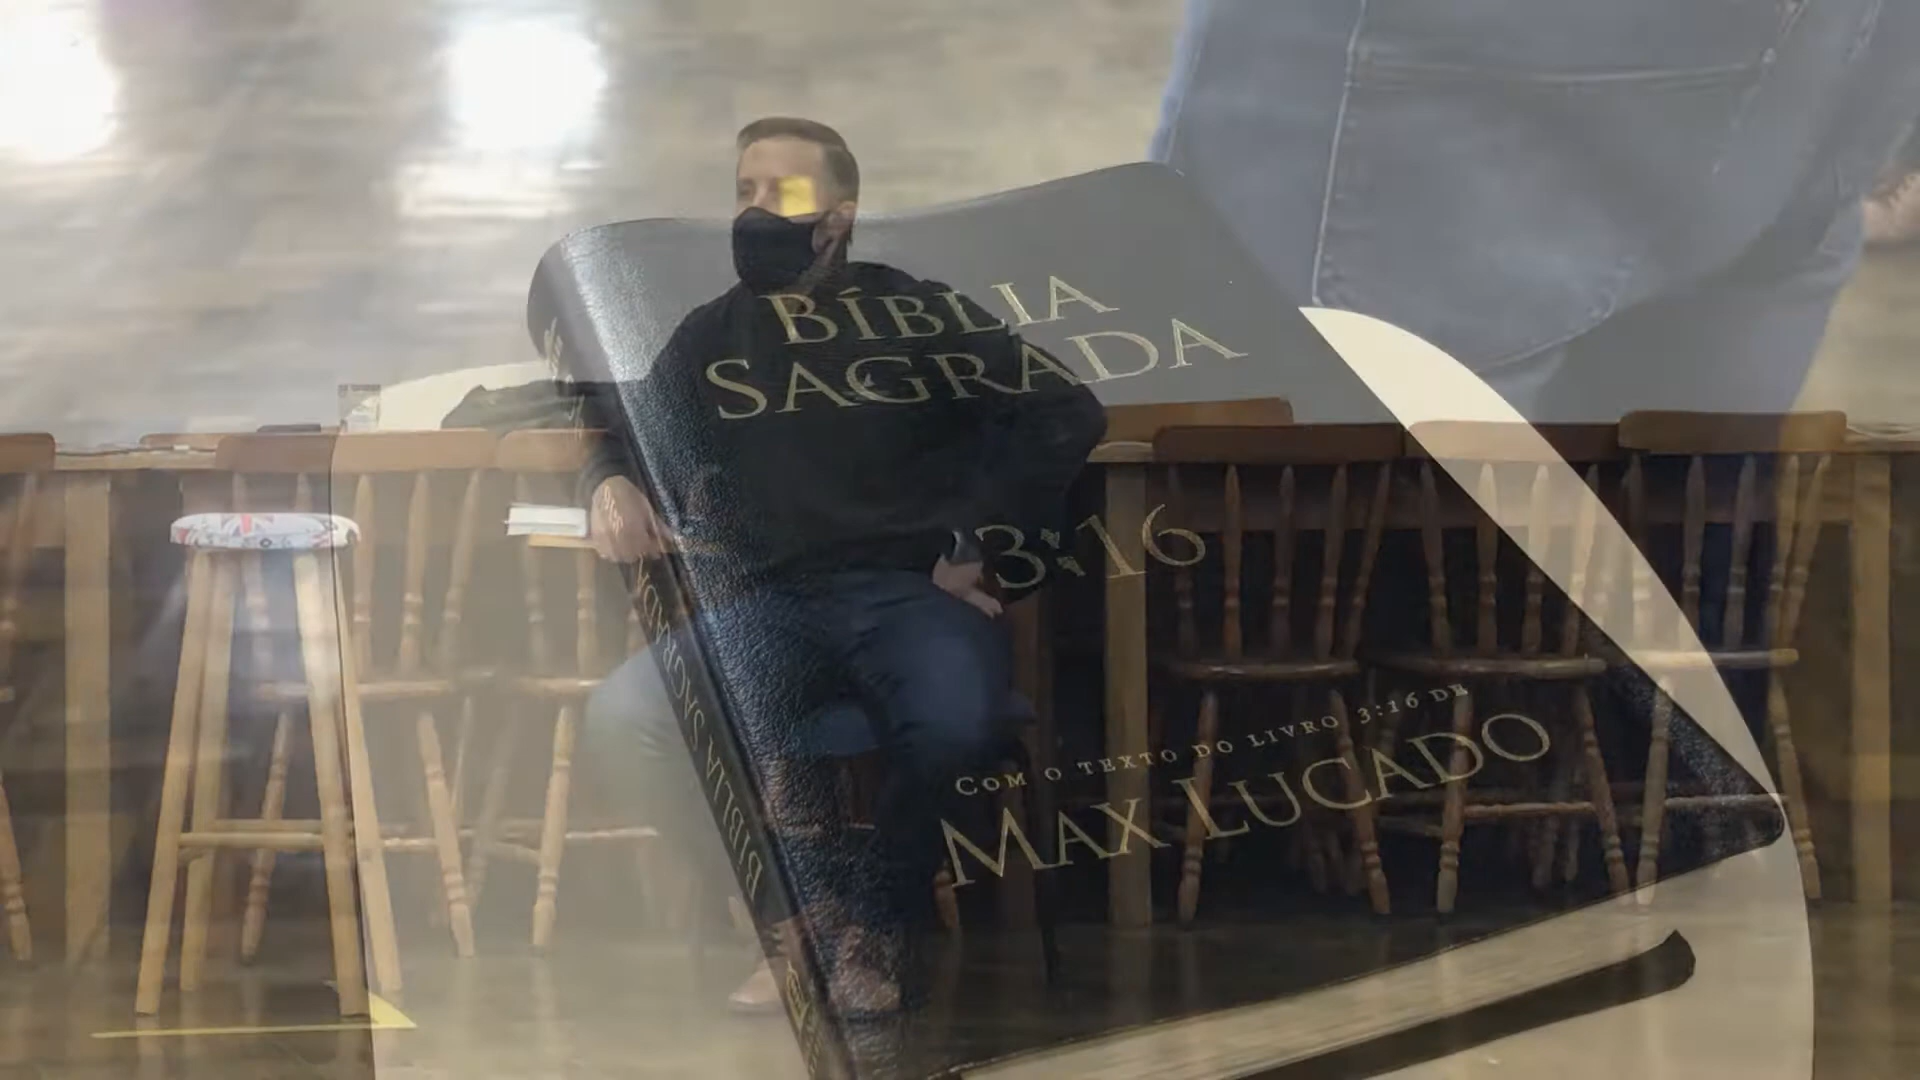 BÍBLIA
SAGRADA
3:16
COM O TEXTO DO LIVRO 3:16 DE
MAX LUCADO
BÍBLIA SAGRADA